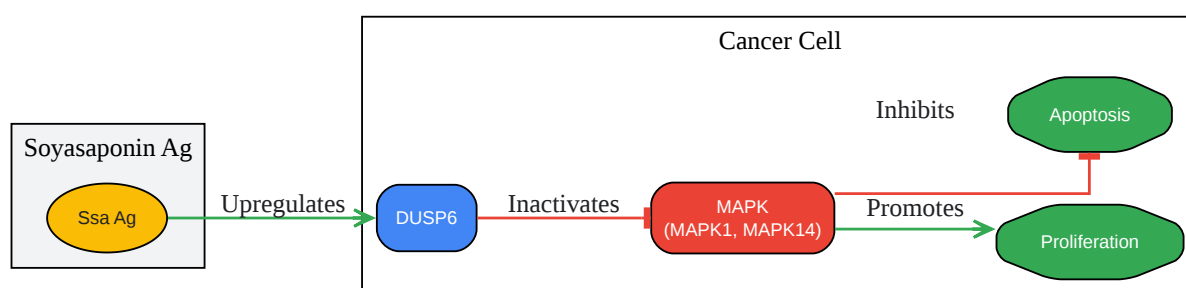 Cancer Cell
Soyasaponin Ag
Ssa Ag
Upregulates
DUSP6
Inactivates
MAPK
(MAPK1, MAPK14)
Inhibits
Apoptosis
Promotes
Proliferation